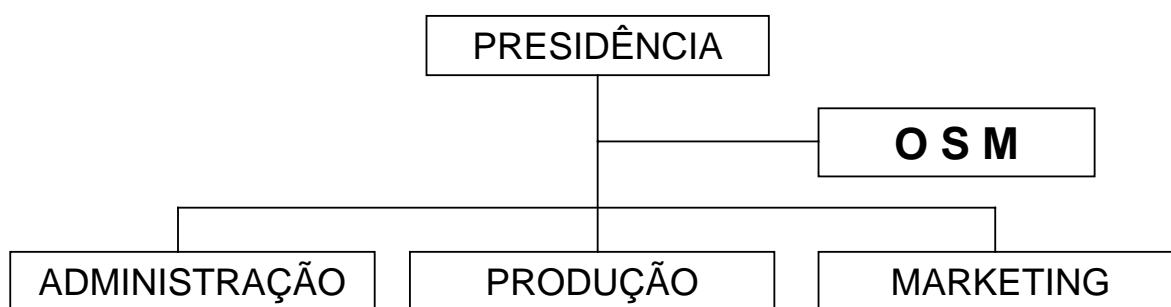 PRESIDÊNCIA
O S M
ADMINISTRAÇÃO
PRODUÇÃO
MARKETING